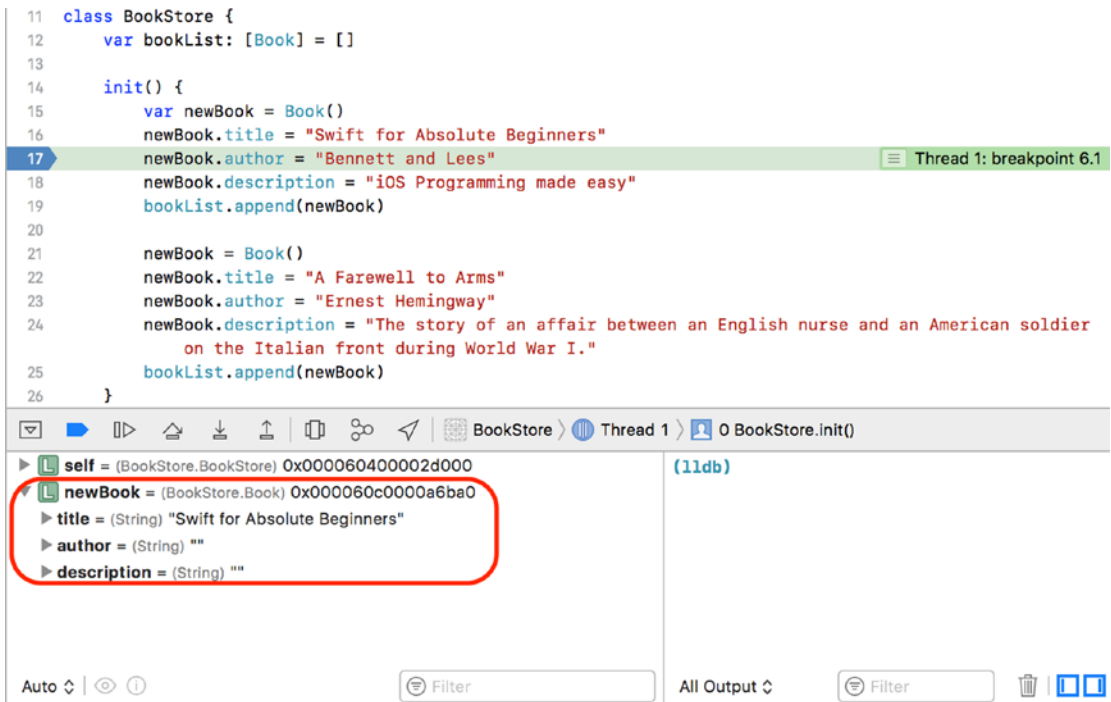 11 class BookStore {
12 var bookList: [Book] = []
13
14 init() {
15 var newBook = Book()
16 newBook.title = "Swift for Absolute Beginners"
17 newBook.author = "Bennett and Lees" Thread 1: breakpoint 6.1
18 newBook.description = "iOS Programming made easy"
19 bookList.append(newBook)
20
21 newBook = Book()
22 newBook.title = "A Farewell to Arms"
23 newBook.author = "Ernest Hemingway"
24 newBook.description = "The story of an affair between an English nurse and an American soldier
on the Italian front during World War I."
25 bookList.append(newBook)
26 }
BookStore Thread 1 0 BookStore.init()
L self = (BookStore.BookStore) 0x000060400002d000
L newBook = (BookStore.Book) 0x000060c0000a6ba0
title = (String) "Swift for Absolute Beginners"
author = (String) ""
description = (String) ""
(lldb)
Auto Filter All Output Filter